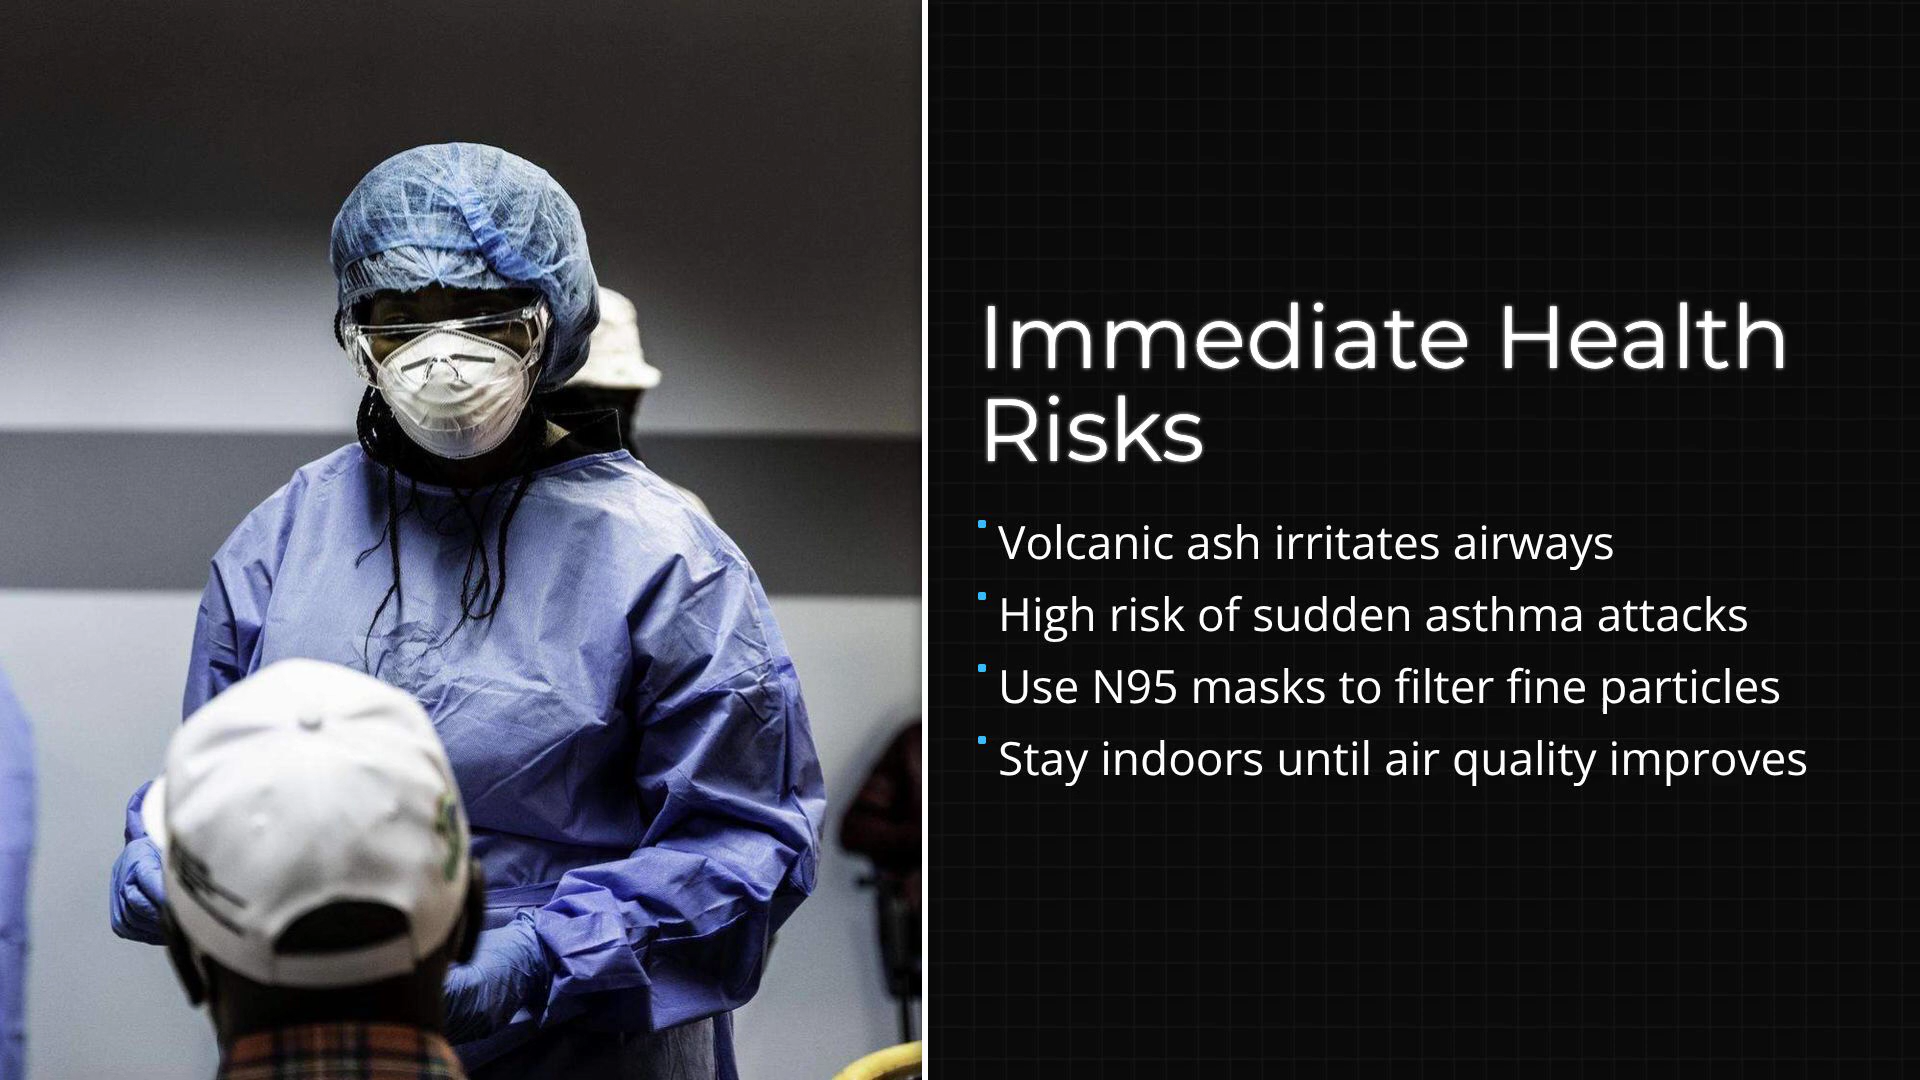 Immediate Health
Risks
Volcanic ash irritates airways
High risk of sudden asthma attacks
Use N95 masks to filter fine particles
Stay indoors until air quality improves